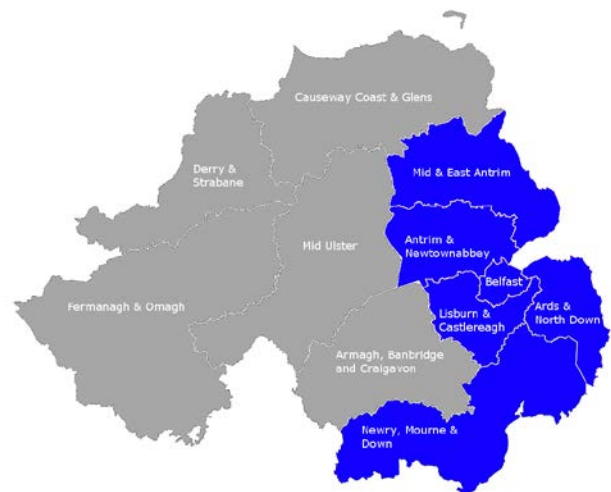 Causeway Coast & Glens
Derry &
Strabane
Mid & East Antrim
Mid Ulster
Antrim &
Newtownabbey
Belfast
Fermanagh & Omagh
Lisburn &
Castlereagh
Ards &
North Down
Armagh, Banbridge
and Craigavon
Newry, Mourne &
Down